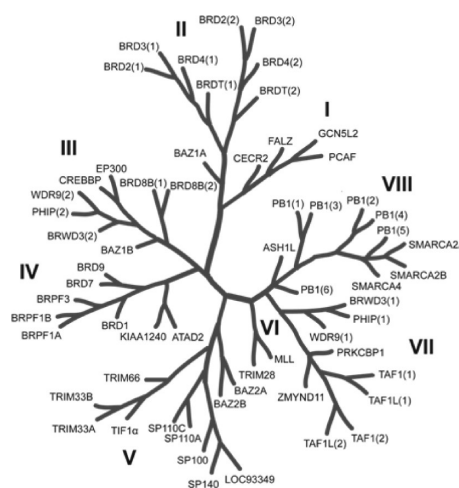 BRD2(2)
BRD3(2)
II
BRD3(1)
BRD4(1)
BRD2(1)
BRD4(2)
BRDT(1)
BRDT(2)
I
GCN5L2
FALZ
PCAF
CECR2
BAZ1A
III
EP300
CREBBP
BRD8B(1)
BRD8B(2)
WDR9(2)
PHIP(2)
BRWD3(2)
BAZ1B
VIII
PB1(1)
PB1(3)
PB1(2)
PB1(4)
PB1(5)
SMARCA2
SMARCA2B
SMARCA4
ASH1L
PB1(6)
IV
BRD9
BRD7
BRPF3
BRPF1B
BRPF1A
BRD1
KIAA1240
ATAD2
VI
MLL
TRIM28
BRWD3(1)
PHIP(1)
WDR9(1)
VII
PRKCBP1
ZMYND11
TAF1(1)
TAF1L(1)
TAF1(2)
TAF1L(2)
TRIM66
TRIM33B
TRIM33A
TIF1α
V
BAZ2A
BAZ2B
SP110C
SP110A
SP100
SP140
LOC93349